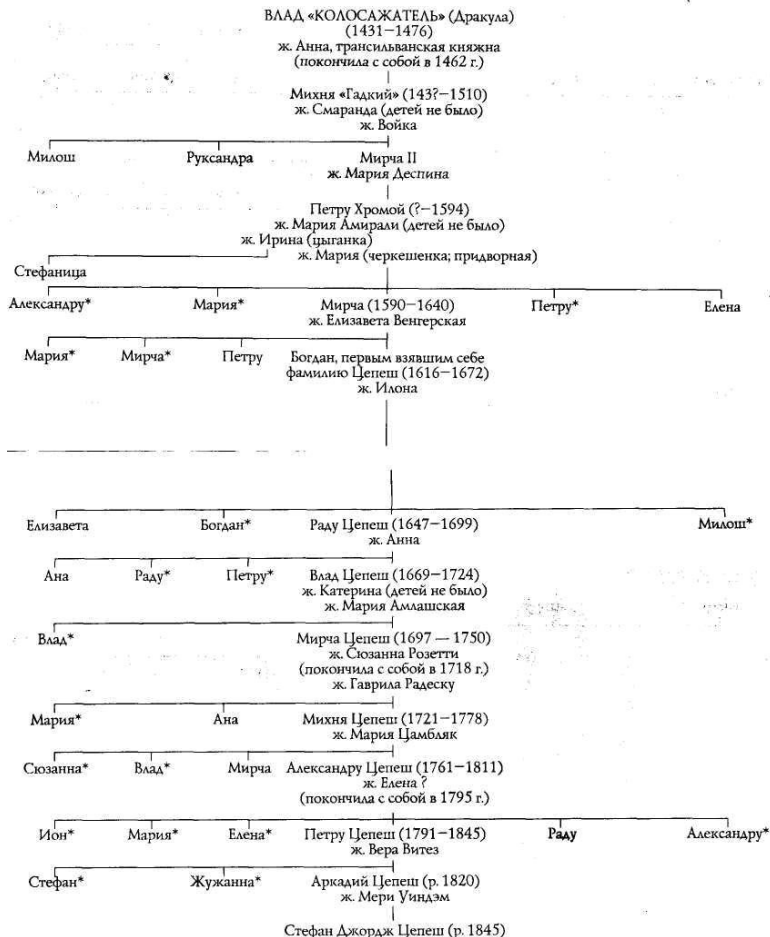 ВЛАД «КОЛОСАЖАТЕЛЬ» (Дракула)
(1431—1476)
ж. Анна, трансильванская княжна
(покончила с собой в 1462 г.)
Михня «Гадкий» (143?—1510)
ж. Смаранда (детей не было)
ж. Войка
Милош Руксандра Мирча II
ж. Мария Деспина
Петру Хромой (?—1594)
ж. Мария Амирали (детей не было)
ж. Ирина (цыганка)
ж. Мария (черкешенка; придворная)
Стефаница
Александру* Мария* Мирча (1590—1640) Петру* Елена
ж. Елизавета Венгерская
Мария* Мирча* Петру Богдан, первым взявшим себе
фамилию Цепеш (1616—1672)
ж. Илона
Елизавета Богдан* Раду Цепеш (1647—1699) Милош*
ж. Анна
Ана Раду* Петру* Влад Цепеш (1669—1724)
ж. Катерина (детей не было)
ж. Мария Амлашская
Влад* Мирча Цепеш (1697 — 1750)
ж. Сюзанна Розетти
(покончила с собой в 1718 г.)
ж. Гаврила Радеску
Мария* Ана Михня Цепеш (1721—1778)
ж. Мария Цамбляк
Сюзанна* Влад* Мирча Александру Цепеш (1761—1811)
ж. Елена ?
(покончила с собой в 1795 г.)
Ион* Мария* Елена* Петру Цепеш (1791—1845) Раду Александру*
ж. Вера Витез
Стефан* Жужанна* Аркадий Цепеш (р. 1820)
ж. Мери Уиндэм
Стефан Джордж Цепеш (р. 1845)